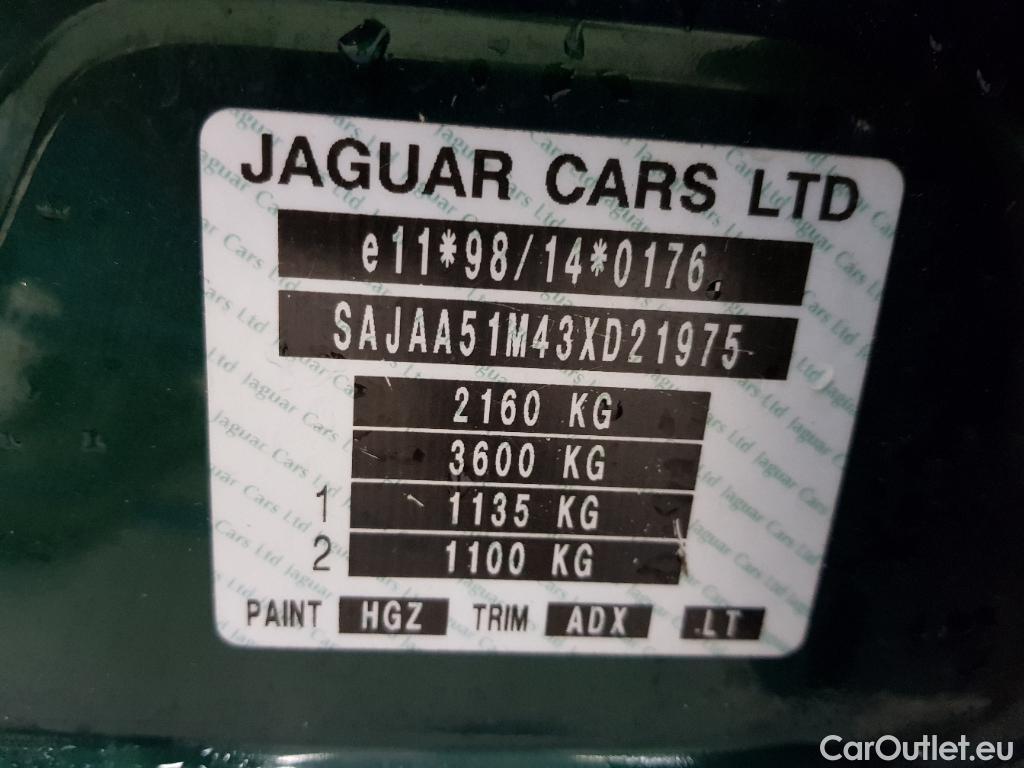 JAGUAR CARS LTD
e11*98/14*0176.
SAJAA51M43XD21975
2160 KG
3600 KG
1 1135 KG
2 1100 KG
PAINT HGZ TRIM ADX .LT
CarOutlet.eu